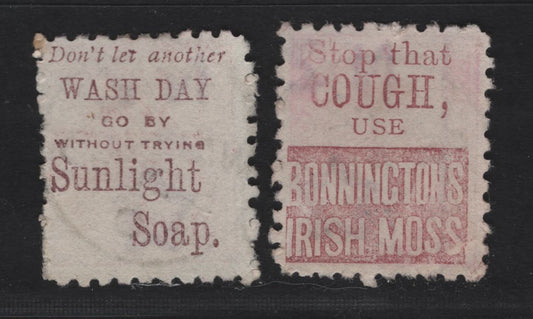 Don't let another
WASH DAY
GO BY
WITHOUT TRYING
Sunlight
Soap.
Stop that
COUGH,
USE
BONNINGTON'S
IRISH MOSS